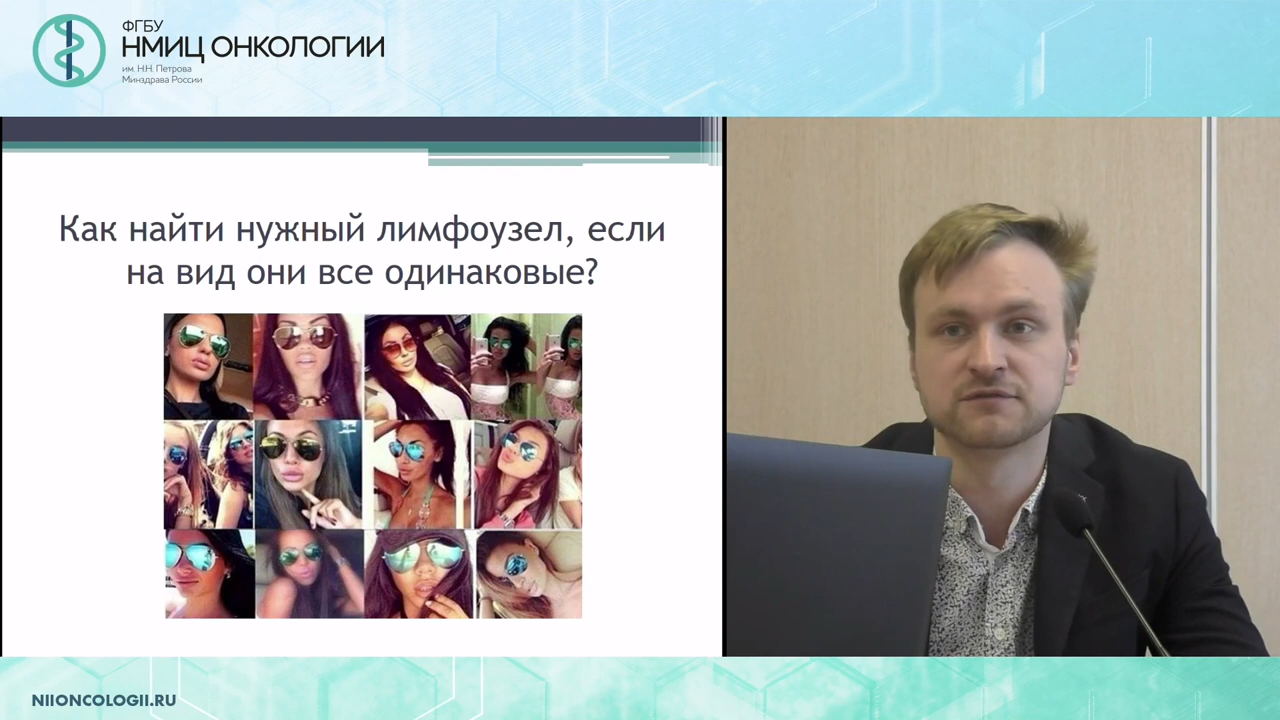 ФГБУ
НМИЦ ОНКОЛОГИИ
им. Н.Н. Петрова
Минздрава России
Как найти нужный лимфоузел, если
на вид они все одинаковые?
NIIONCOLOGII.RU